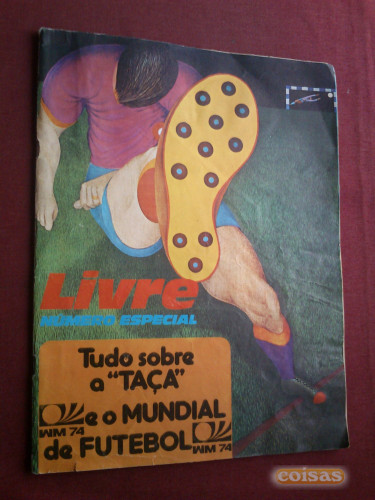 Livre
NÚMERO ESPECIAL
Tudo sobre
a "TAÇA"
e o MUNDIAL
WM 74
de FUTEBOL
WM 74
coisas